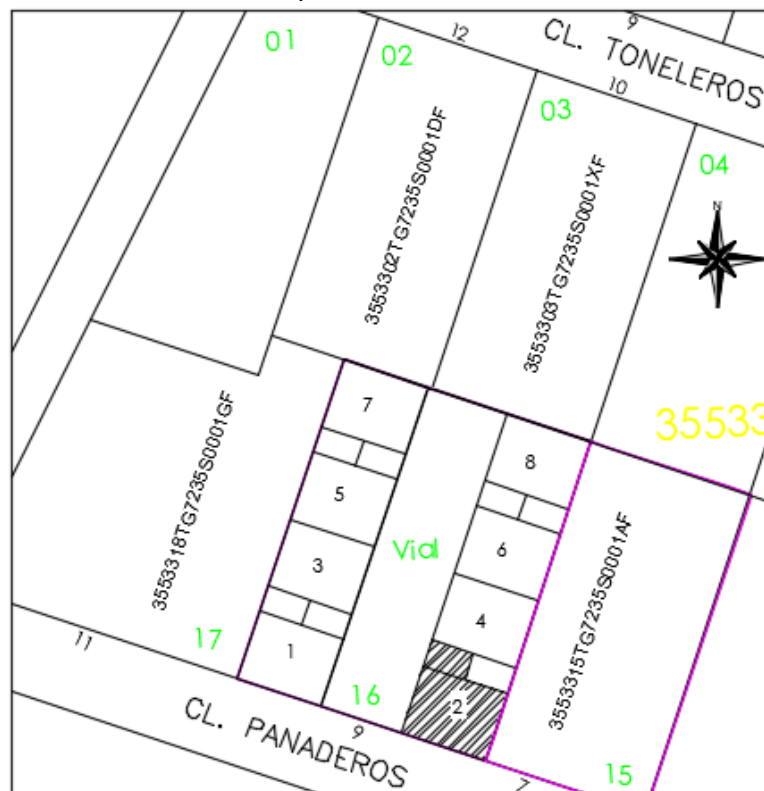 9
12
CL. TONELEROS
01
02
10
03
04
N
3553302TG7235S0001DF
3553303TG7235S0001XF
35533
7
8
3553318TG7235S0001GF
5
Vial
6
3553315TG7235S0001AF
3
4
1
2
11
17
16
9
CL. PANADEROS
7
15